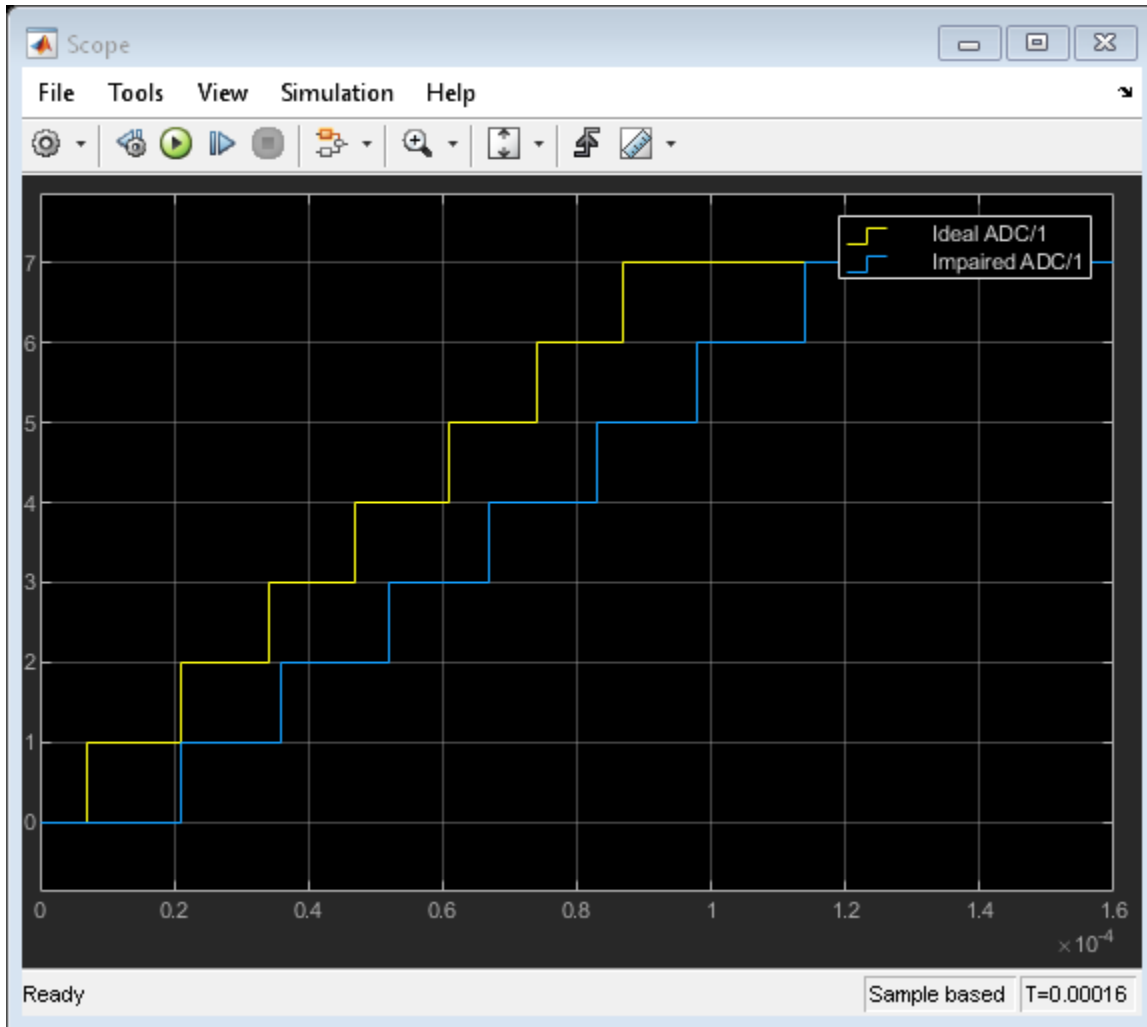 Scope
File Tools View Simulation Help
Ideal ADC/1
Impaired ADC/1
7
6
5
4
3
2
1
0
0 0.2 0.4 0.6 0.8 1 1.2 1.4 1.6
×10⁻⁴
Ready Sample based T=0.00016